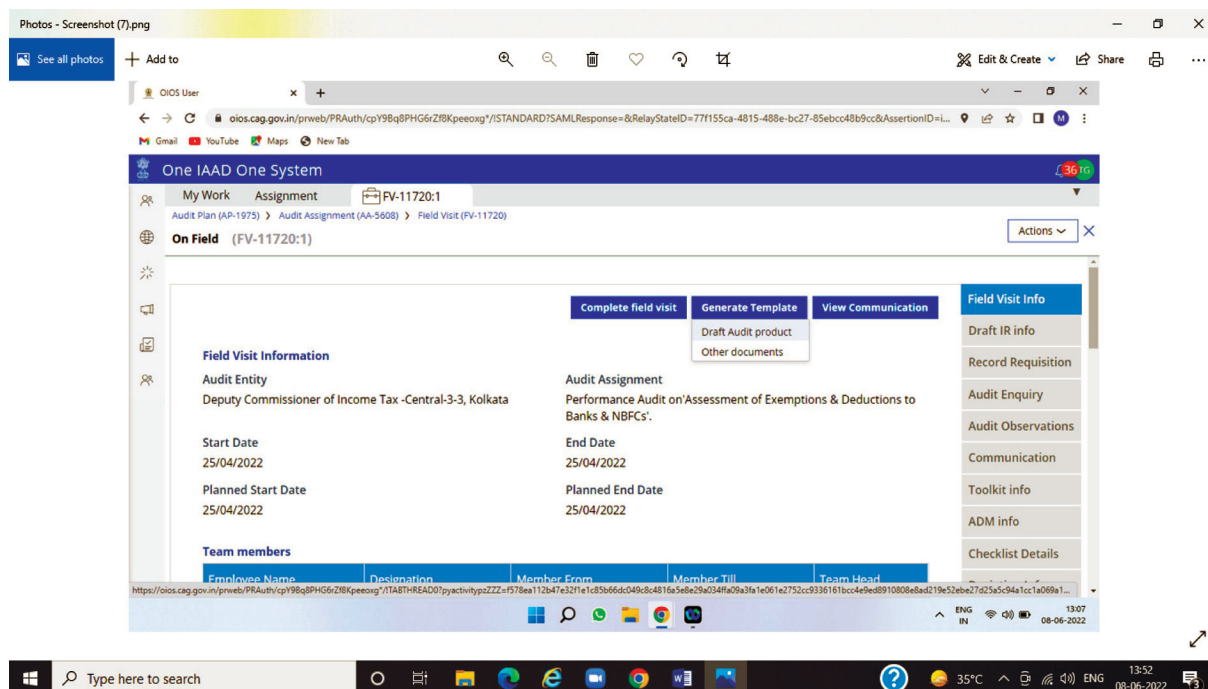 Photos - Screenshot (7).png
See all photos
Add to
Edit & Create
Share
OIOS User
oios.cag.gov.in/prweb/PRAuth/cpY9Bq8PHG6rZf8Kpeeoxg*/!STANDARD?SAMLResponse=&RelayStateID=77f155ca-4815-488e-bc27-85ebcc48b9cc&AssertionID=i...
M
Gmail YouTube Maps New Tab
One IAAD One System
36 TG
My Work Assignment FV-11720:1
Audit Plan (AP-1975) Audit Assignment (AA-5608) Field Visit (FV-11720)
On Field (FV-11720:1)
Actions
Complete field visit Generate Template View Communication
Draft Audit product
Other documents
Field Visit Information
Audit Entity
Deputy Commissioner of Income Tax -Central-3-3, Kolkata
Audit Assignment
Performance Audit on'Assessment of Exemptions & Deductions to
Banks & NBFCs'.
Start Date
25/04/2022
End Date
25/04/2022
Planned Start Date
25/04/2022
Planned End Date
25/04/2022
Team members
Employee Name Designation Member From Member Till Team Head
Field Visit Info
Draft IR info
Record Requisition
Audit Enquiry
Audit Observations
Communication
Toolkit info
ADM info
Checklist Details
ENG
IN
13:07
08-06-2022
Type here to search
35°C
ENG
13:52
08-06-2022